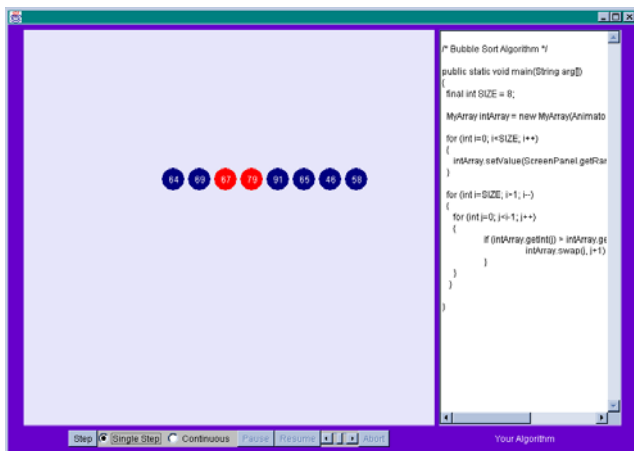 /* Bubble Sort Algorithm */
public static void main(String arg[])
{
final int SIZE = 8;
MyArray intArray = new MyArray(Animato
for (int i=0; i<SIZE; i++)
{
intArray.setValue(ScreenPanel.getRar
}
for (int i=SIZE; i>1; i--)
{
for (int j=0; j<i-1; j++)
{
if (intArray.getInt(j) > intArray.ge
intArray.swap(j, j+1)
}
}
}
}
64 69 67 79 91 65 46 58
Step Single Step Continuous Pause Resume Abort
Your Algorithm